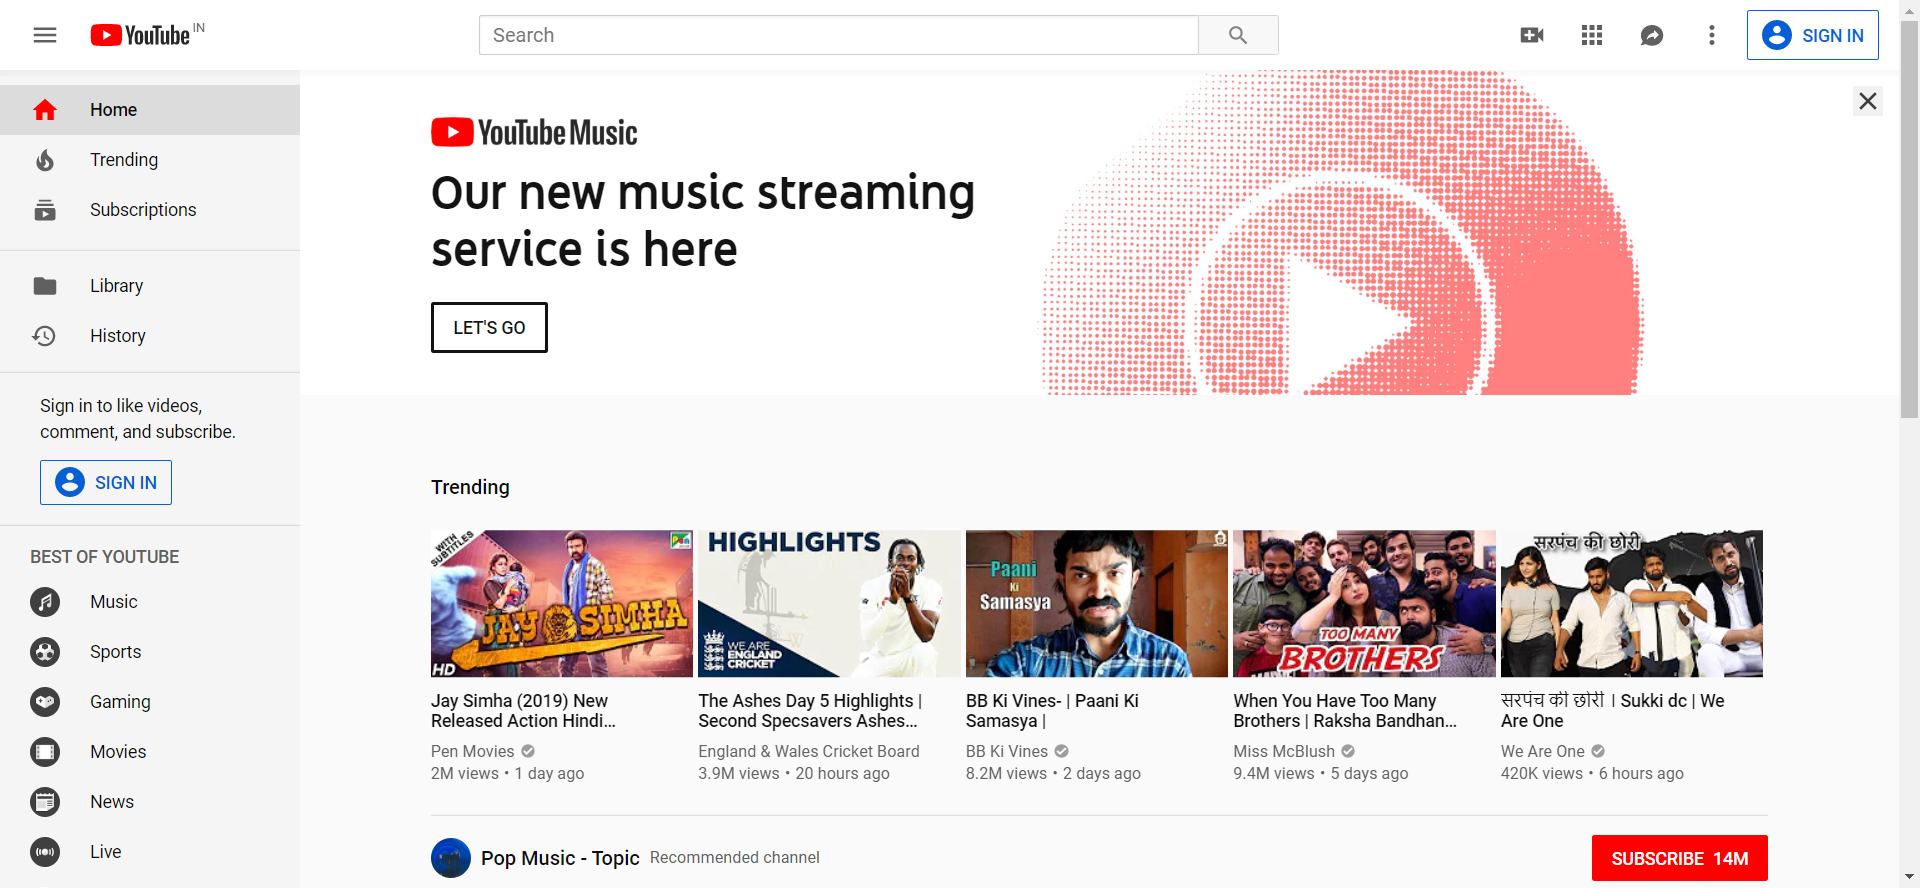 YouTube IN
Search
SIGN IN
Home
Trending
Subscriptions
Library
History
Sign in to like videos,
comment, and subscribe.
SIGN IN
BEST OF YOUTUBE
Music
Sports
Gaming
Movies
News
Live
YouTube Music
Our new music streaming
service is here
LET'S GO
Trending
WITH
SUBTITLES
Pen
JAY SIMHA
HD
Jay Simha (2019) New
Released Action Hindi...
Pen Movies
2M views • 1 day ago
HIGHLIGHTS
WE ARE
ENGLAND
CRICKET
The Ashes Day 5 Highlights |
Second Specsavers Ashes...
England & Wales Cricket Board
3.9M views • 20 hours ago
Paani
Ki
Samasya
BB Ki Vines- | Paani Ki
Samasya |
BB Ki Vines
8.2M views • 2 days ago
TOO MANY
BROTHERS
When You Have Too Many
Brothers | Raksha Bandhan...
Miss McBlush
9.4M views • 5 days ago
सरपंच की छोरी
सरपंच की छोरी । Sukki dc | We
Are One
We Are One
420K views • 6 hours ago
Pop Music - Topic Recommended channel
SUBSCRIBE 14M